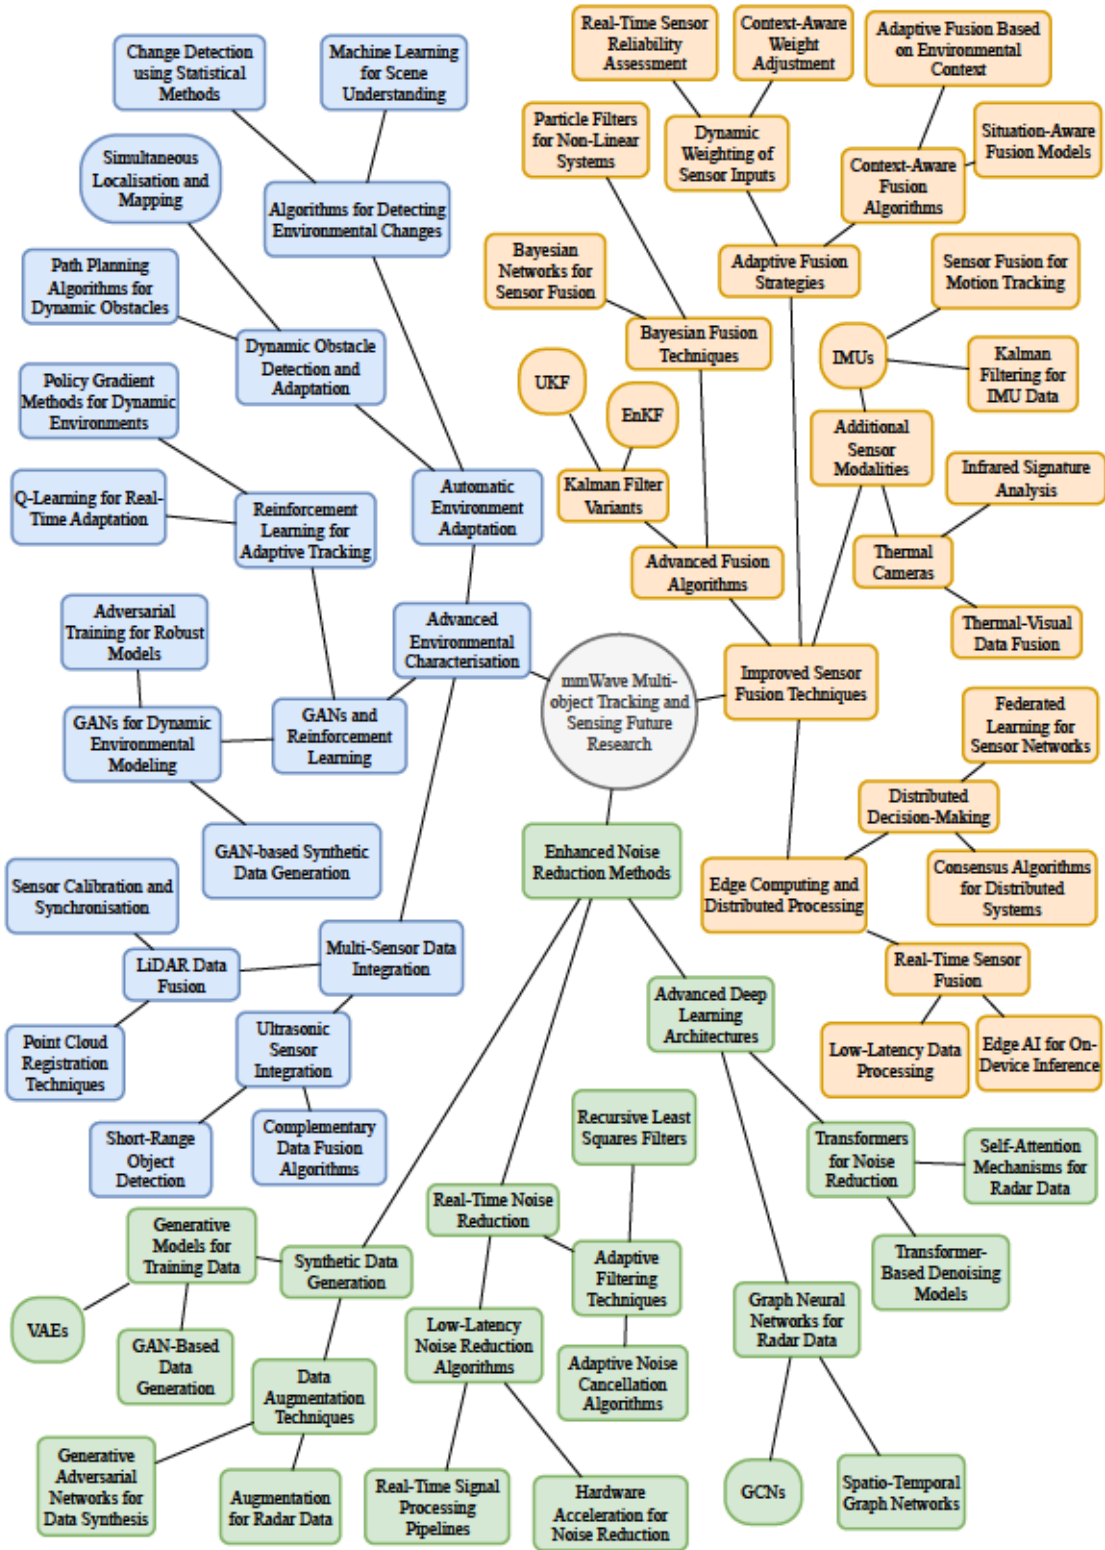 Change Detection
using Statistical
Methods
Machine Learning
for Scene
Understanding
Real-Time Sensor
Reliability
Assessment
Context-Aware
Weight
Adjustment
Adaptive Fusion Based
on Environmental
Context
Particle Filters
for Non-Linear
Systems
Dynamic
Weighting of
Sensor Inputs
Situation-Aware
Fusion Models
Context-Aware
Fusion
Algorithms
Simultaneous
Localisation and
Mapping
Algorithms for Detecting
Environmental Changes
Bayesian
Networks for
Sensor Fusion
Adaptive Fusion
Strategies
Sensor Fusion for
Motion Tracking
Path Planning
Algorithms for
Dynamic Obstacles
Dynamic Obstacle
Detection and
Adaptation
Bayesian Fusion
Techniques
IMUs
Kalman
Filtering for
IMU Data
Policy Gradient
Methods for Dynamic
Environments
UKF
EnKF
Additional
Sensor
Modalities
Q-Learning for Real-
Time Adaptation
Reinforcement
Learning for
Adaptive Tracking
Automatic
Environment
Adaptation
Kalman Filter
Variants
Infrared Signature
Analysis
Advanced Fusion
Algorithms
Thermal
Cameras
Adversarial
Training for Robust
Models
Advanced
Environmental
Characterisation
Thermal-Visual
Data Fusion
mmWave Multi-
object Tracking and
Sensing Future
Research
Improved Sensor
Fusion Techniques
GANs for Dynamic
Environmental
Modeling
GANs and
Reinforcement
Learning
Federated
Learning for
Sensor Networks
Distributed
Decision-Making
GAN-based Synthetic
Data Generation
Enhanced Noise
Reduction Methods
Edge Computing and
Distributed Processing
Consensus Algorithms
for Distributed
Systems
Sensor Calibration and
Synchronisation
LiDAR Data
Fusion
Multi-Sensor Data
Integration
Real-Time Sensor
Fusion
Point Cloud
Registration
Techniques
Ultrasonic
Sensor
Integration
Advanced Deep
Learning
Architectures
Low-Latency Data
Processing
Edge AI for On-
Device Inference
Short-Range
Object
Detection
Complementary
Data Fusion
Algorithms
Recursive Least
Squares Filters
Transformers
for Noise
Reduction
Self-Attention
Mechanisms for
Radar Data
Generative
Models for
Training Data
Synthetic Data
Generation
Real-Time Noise
Reduction
Adaptive
Filtering
Techniques
Transformer-
Based Denoising
Models
VAEs
GAN-Based
Data
Generation
Low-Latency
Noise Reduction
Algorithms
Graph Neural
Networks for
Radar Data
Data
Augmentation
Techniques
Adaptive Noise
Cancellation
Algorithms
Generative
Adversarial
Networks for
Data Synthesis
Augmentation
for Radar Data
Real-Time Signal
Processing
Pipelines
Hardware
Acceleration for
Noise Reduction
GCNs
Spatio-Temporal
Graph Networks